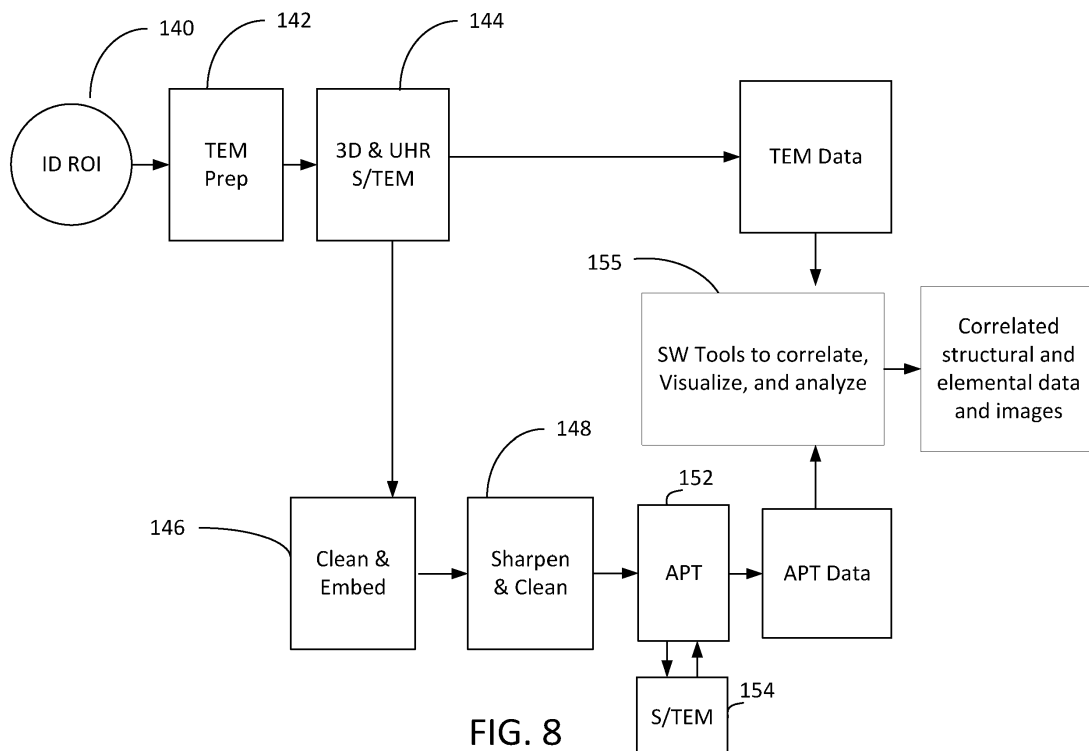 140
142
144
ID ROI
TEM
Prep
3D & UHR
S/TEM
TEM Data
155
SW Tools to correlate,
Visualize, and analyze
Correlated
structural and
elemental data
and images
146
148
152
Clean &
Embed
Sharpen
& Clean
APT
APT Data
S/TEM
154
FIG. 8